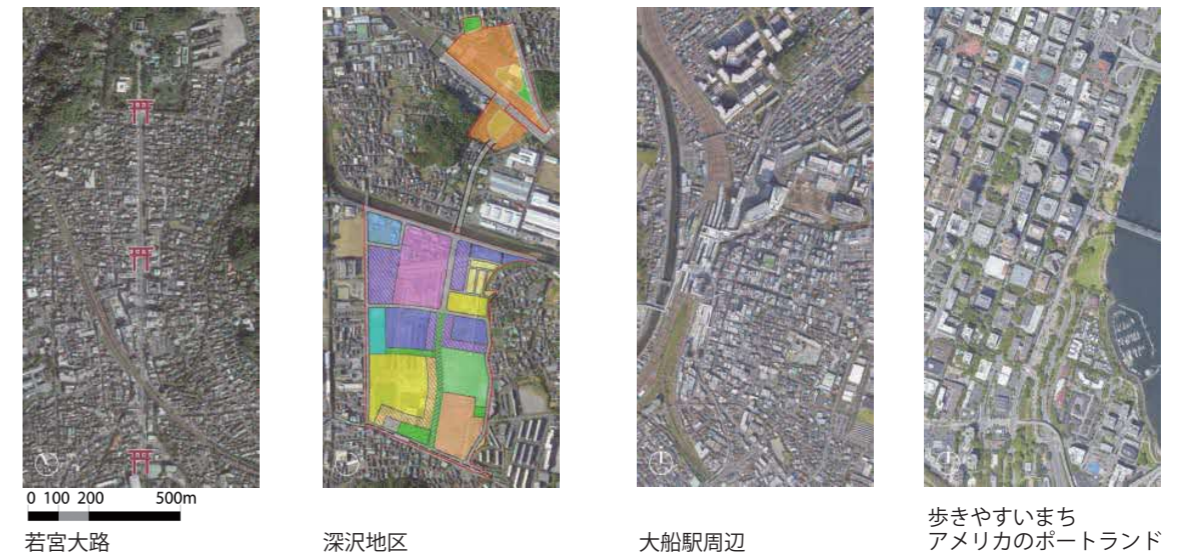 0 100 200 500m
若宮大路
深沢地区
大船駅周辺
歩きやすいまち
アメリカのポートランド